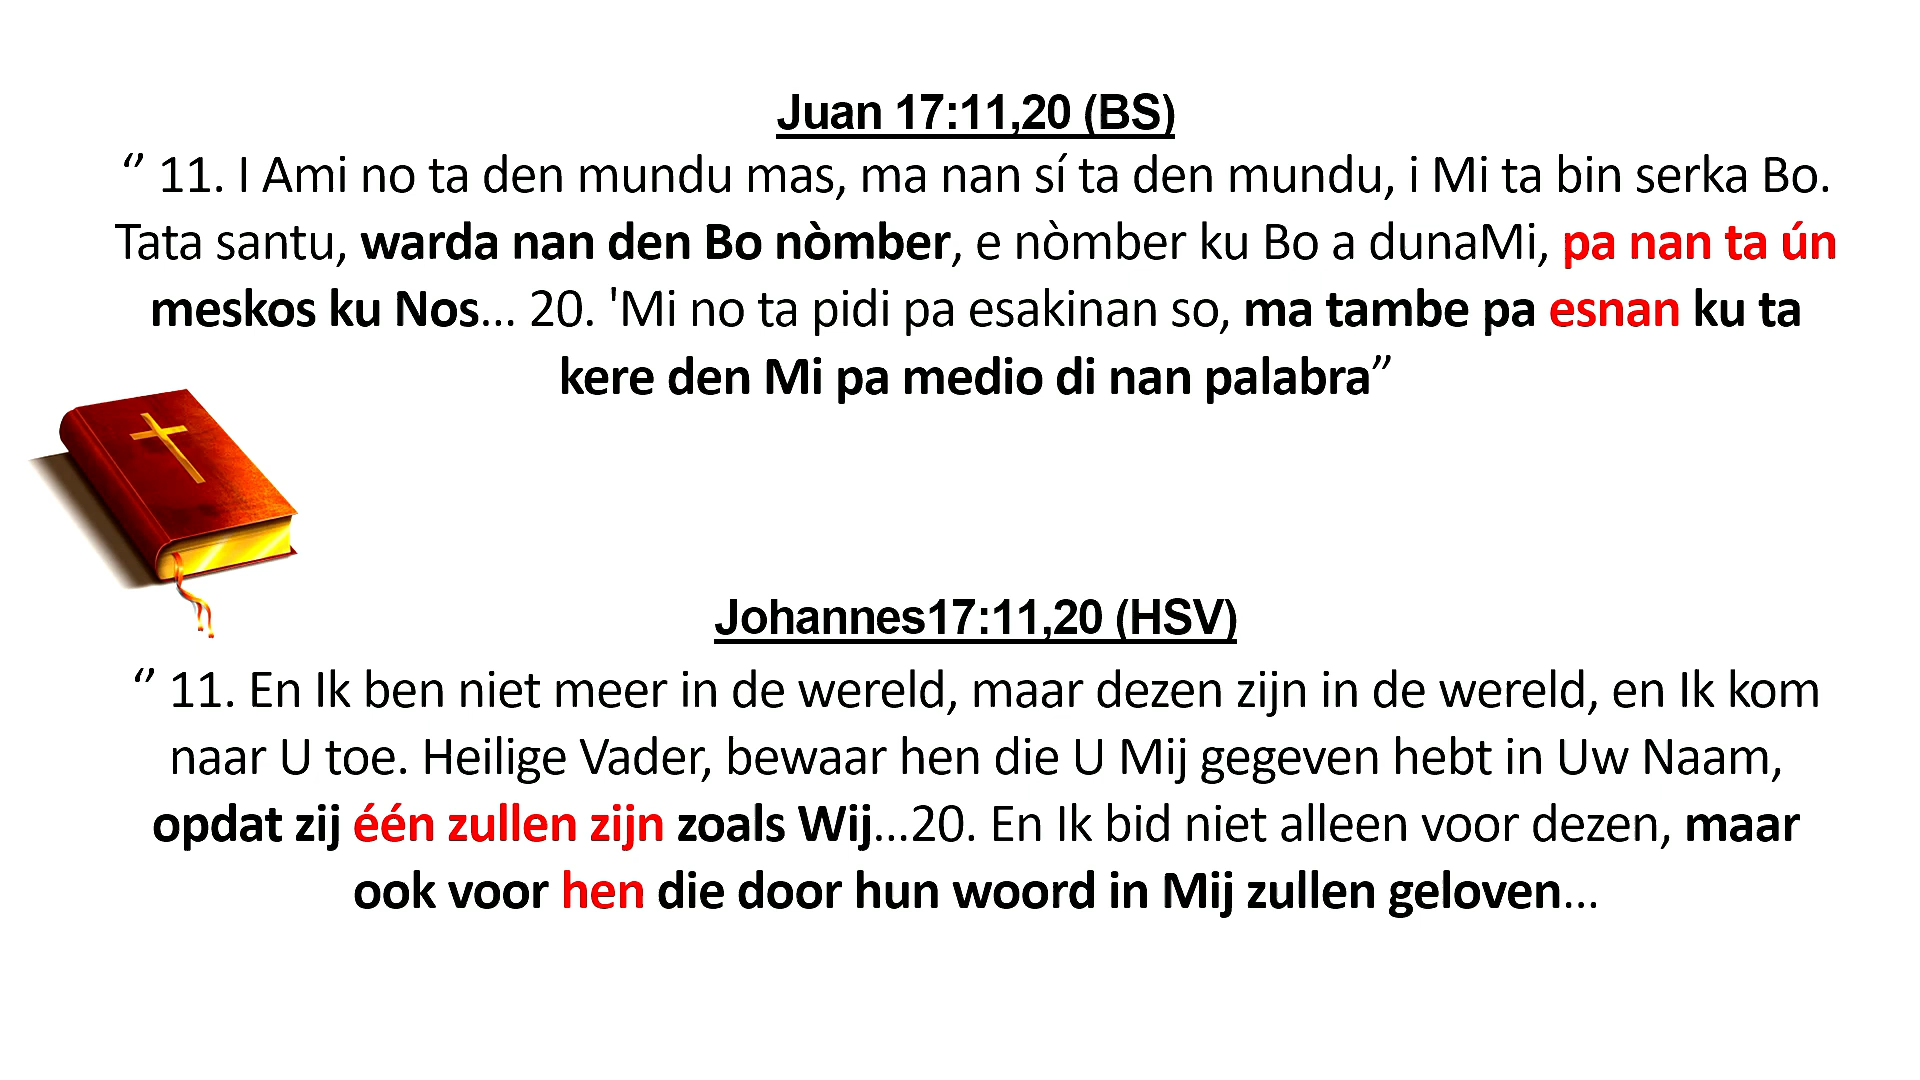 Juan 17:11,20 (BS)
‘’ 11. I Ami no ta den mundu mas, ma nan sí ta den mundu, i Mi ta bin serka Bo.
Tata santu, warda nan den Bo nòmber, e nòmber ku Bo a dunaMi, pa nan ta ún
meskos ku Nos... 20. 'Mi no ta pidi pa esakinan so, ma tambe pa esnan ku ta
kere den Mi pa medio di nan palabra”
Johannes17:11,20 (HSV)
‘’ 11. En Ik ben niet meer in de wereld, maar dezen zijn in de wereld, en Ik kom
naar U toe. Heilige Vader, bewaar hen die U Mij gegeven hebt in Uw Naam,
opdat zij één zullen zijn zoals Wij...20. En Ik bid niet alleen voor dezen, maar
ook voor hen die door hun woord in Mij zullen geloven...